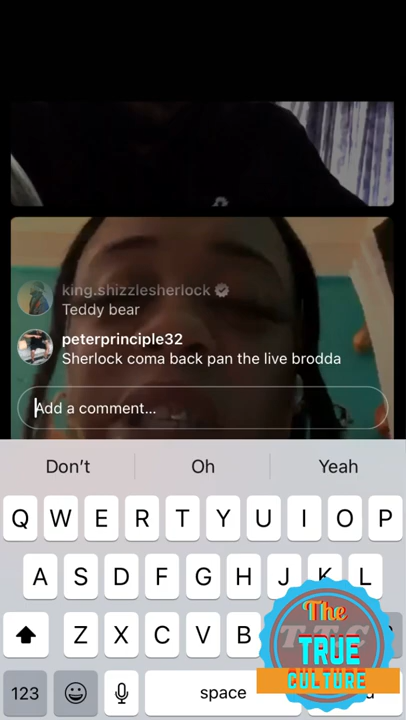 king.shizzlesherlock
Teddy bear
peterprinciple32
Sherlock coma back pan the live brodda
Add a comment...
Don't Oh Yeah
Q W E R T Y U I O P
A S D F G H J K L
Z X C V B
The
TTC
TRUE
CULTURE
123 space